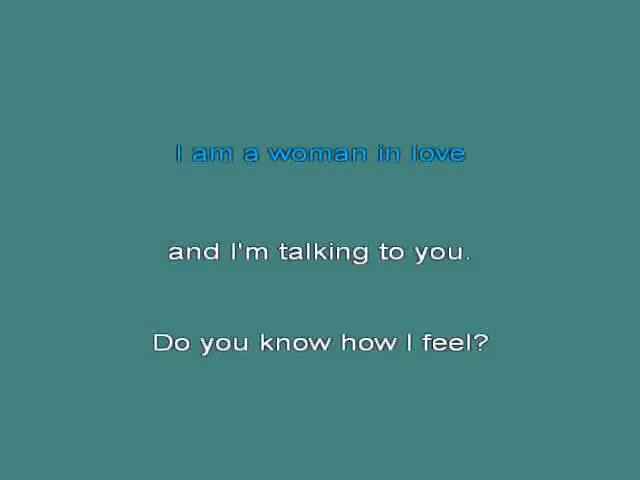 I am a woman in love
and I'm talking to you.
Do you know how I feel?